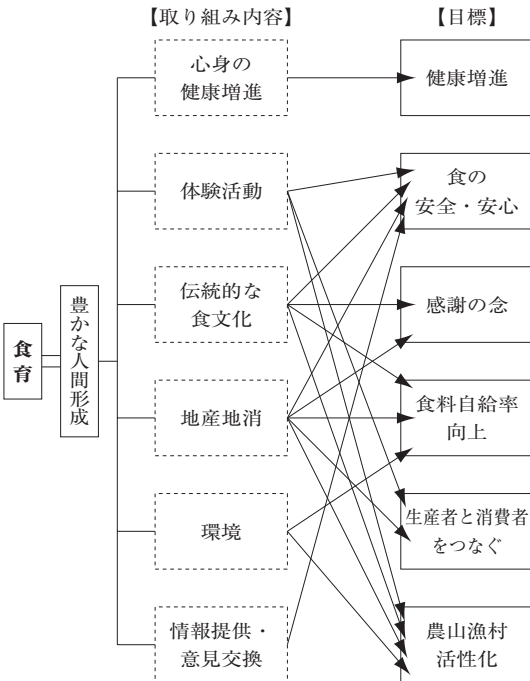 【取り組み内容】
【目標】
食育
豊かな人間形成
心身の
健康増進
体験活動
伝統的な
食文化
地産地消
環境
情報提供・
意見交換
健康増進
食の
安全・安心
感謝の念
食料自給率
向上
生産者と消費者
をつなぐ
農山漁村
活性化